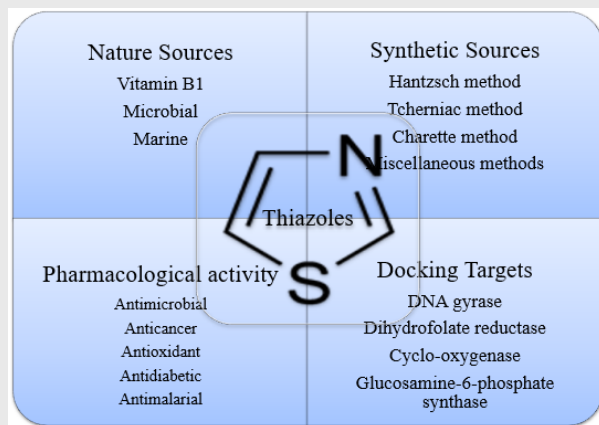 Nature Sources
Vitamin B1
Microbial
Marine
Synthetic Sources
Hantzsch method
Tcherniac method
Charette method
Miscellaneous methods
N
Thiazoles
S
Pharmacological activity
Antimicrobial
Anticancer
Antioxidant
Antidiabetic
Antimalarial
Docking Targets
DNA gyrase
Dihydrofolate reductase
Cyclo-oxygenase
Glucosamine-6-phosphate
synthase